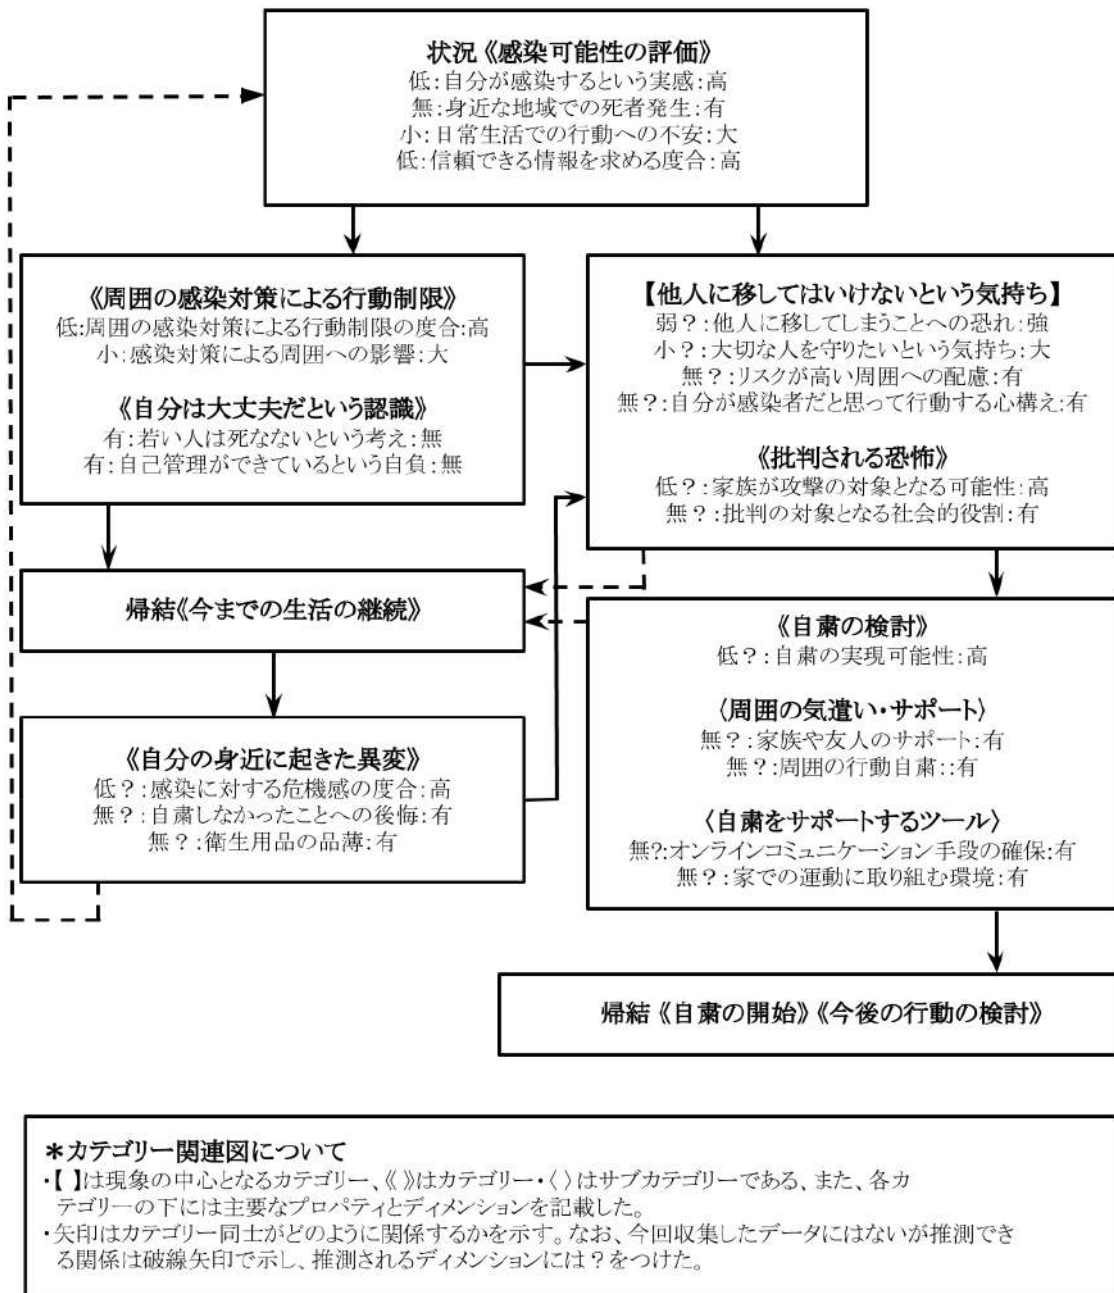 状況《感染可能性の評価》
低:自分が感染するという実感:高
無:身近な地域での死者発生:有
小:日常生活での行動への不安:大
低:信頼できる情報を求める度合:高
《周囲の感染対策による行動制限》
低:周囲の感染対策による行動制限の度合:高
小:感染対策による周囲への影響:大
《自分は大丈夫だという認識》
有:若い人は死なないという考え:無
有:自己管理ができているという自負:無
【他人に移してはいけないという気持ち】
弱?:他人に移してしまうことへの恐れ:強
小?:大切な人を守りたいという気持ち:大
無?:リスクが高い周囲への配慮:有
無?:自分が感染者だと思って行動する心構え:有
《批判される恐怖》
低?:家族が攻撃の対象となる可能性:高
無?:批判の対象となる社会的役割:有
帰結《今までの生活の継続》
《自分の身近に起きた異変》
低?:感染に対する危機感の度合:高
無?:自粛しなかったことへの後悔:有
無?:衛生用品の品薄:有
《自粛の検討》
低?:自粛の実現可能性:高
〈周囲の気遣い・サポート〉
無?:家族や友人のサポート:有
無?:周囲の行動自粛::有
〈自粛をサポートするツール〉
無?:オンラインコミュニケーション手段の確保:有
無?:家での運動に取り組む環境:有
帰結《自粛の開始》《今後の行動の検討》
＊カテゴリー関連図について
・【 】は現象の中心となるカテゴリー、《 》はカテゴリー・〈 〉はサブカテゴリーである、また、各カ
テゴリーの下には主要なプロパティとディメンションを記載した。
・矢印はカテゴリー同士がどのように関係するかを示す。なお、今回収集したデータにはないが推測でき
る関係は破線矢印で示し、推測されるディメンションには？をつけた。